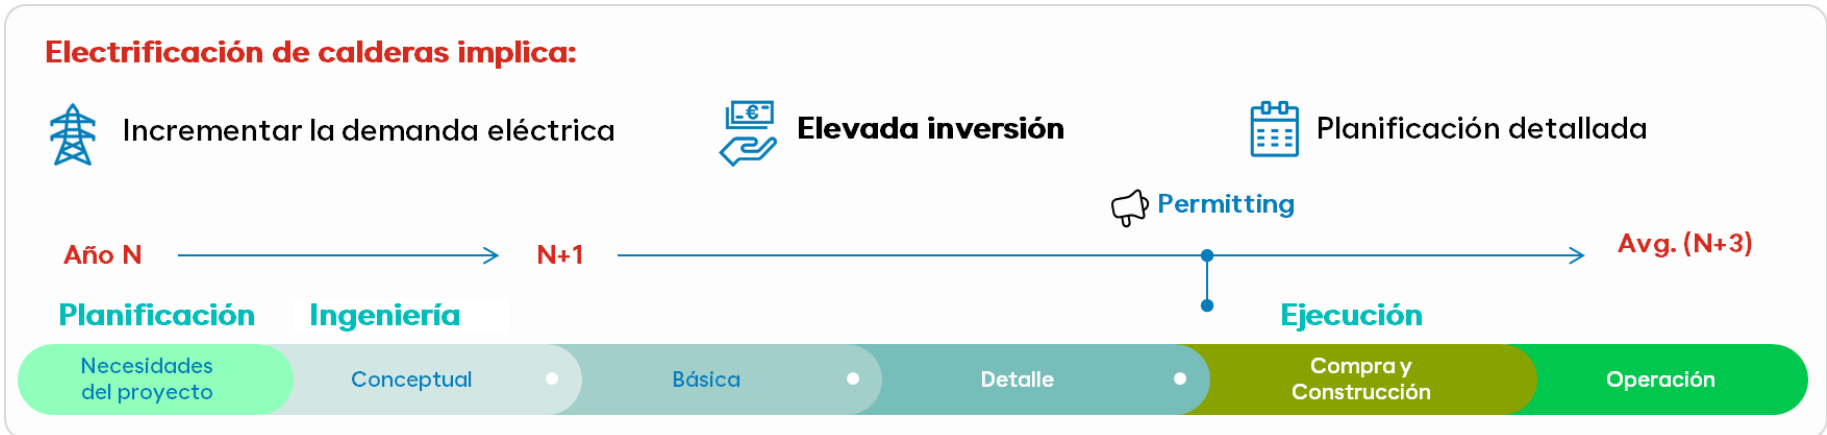 Electrificación de calderas implica:
Incrementar la demanda eléctrica
€
Elevada inversión
Planificación detallada
Permitting
Año N
N+1
Avg. (N+3)
Planificación
Ingeniería
Ejecución
Necesidades
del proyecto
Conceptual
Básica
Detalle
Compra y
Construcción
Operación